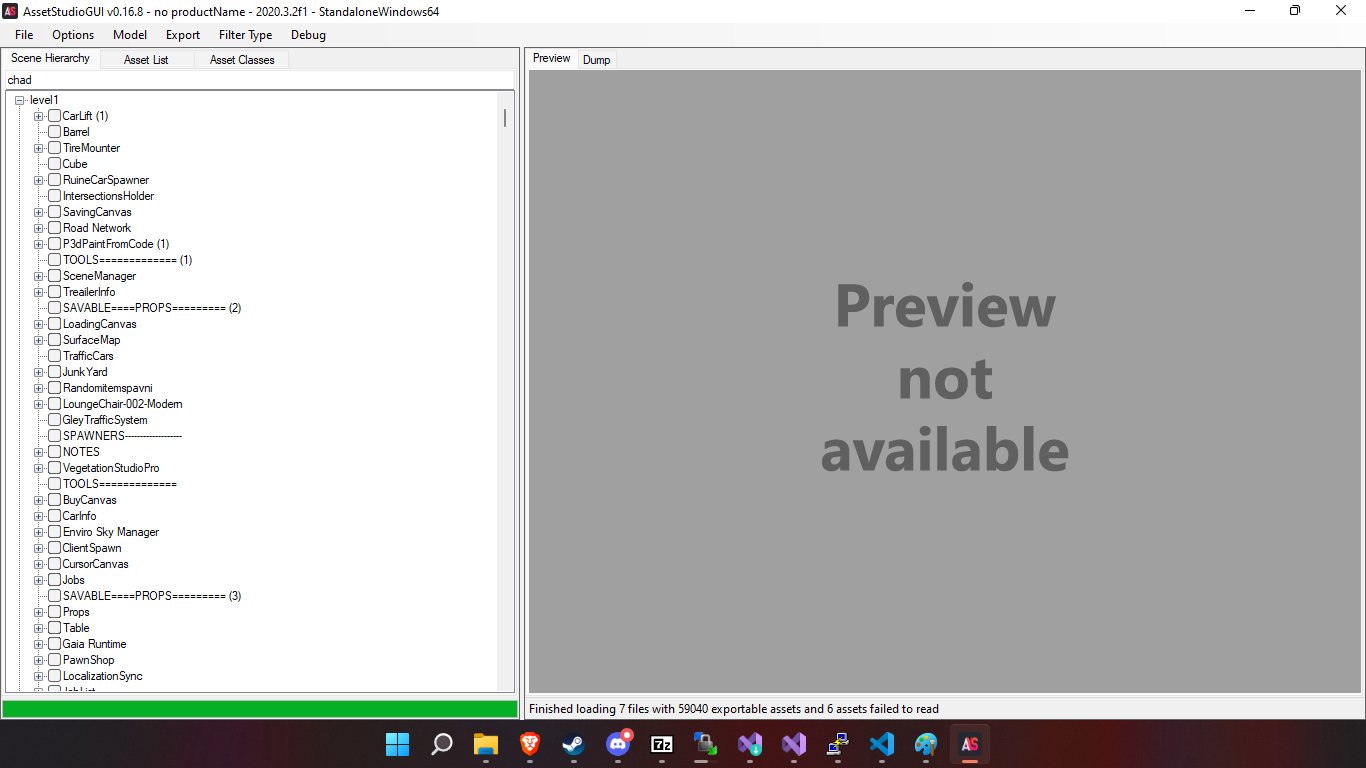 AssetStudioGUI v0.16.8 - no productName - 2020.3.2f1 - StandaloneWindows64
File Options Model Export Filter Type Debug
Scene Hierarchy Asset List Asset Classes
chad
level1
CarLift (1)
Barrel
TireMounter
Cube
RuineCarSpawner
IntersectionsHolder
SavingCanvas
Road Network
P3dPaintFromCode (1)
TOOLS============= (1)
SceneManager
TreailerInfo
SAVABLE====PROPS========= (2)
LoadingCanvas
SurfaceMap
TrafficCars
JunkYard
Randomitemspavni
LoungeChair-002-Modern
GleyTrafficSystem
SPAWNERS-------------------
NOTES
VegetationStudioPro
TOOLS=============
BuyCanvas
CarInfo
Enviro Sky Manager
ClientSpawn
CursorCanvas
Jobs
SAVABLE====PROPS========= (3)
Props
Table
Gaia Runtime
PawnShop
LocalizationSync
JobList
Preview Dump
Preview
not
available
Finished loading 7 files with 59040 exportable assets and 6 assets failed to read
7z
AS